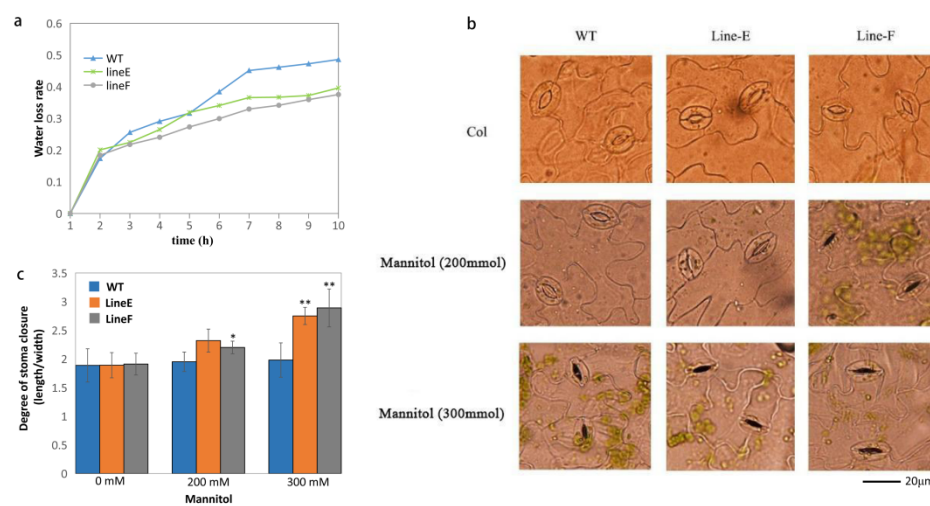 a
0.6
0.5
0.4
0.3
0.2
0.1
0
Water loss rate
WT
lineE
lineF
1 2 3 4 5 6 7 8 9 10
time (h)
b
WT Line-E Line-F
Col
Mannitol (200mmol)
Mannitol (300mmol)
20μm
c
3.5
3
2.5
2
1.5
1
0.5
0
Degree of stoma closure
(length/width)
WT
LineE
LineF
*
**
**
0 mM 200 mM 300 mM
Mannitol